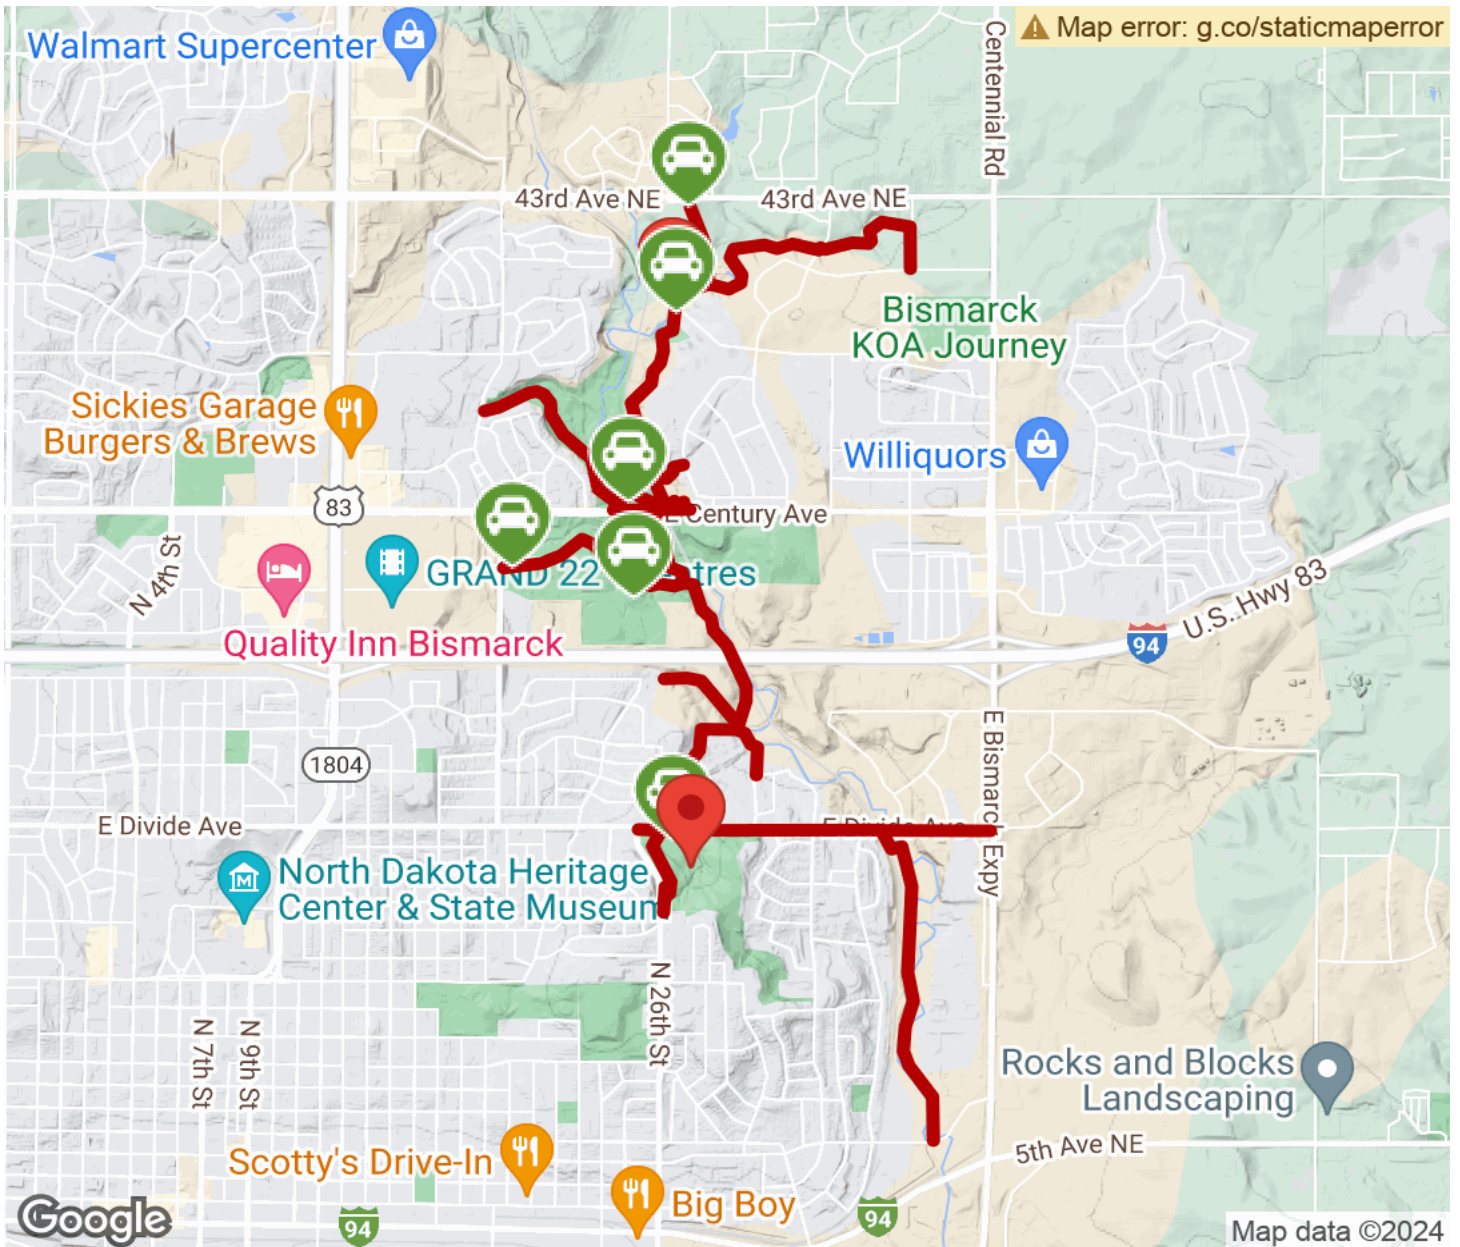 Map error: g.co/staticmaperror
Walmart Supercenter
Centennial Rd
43rd Ave NE
43rd Ave NE
Bismarck
KOA Journey
Sickies Garage
Burgers & Brews
Williquors
83
E Century Ave
N 4th St
GRAND 22
tres
U.S. Hwy 83
Quality Inn Bismarck
94
E Bismarck Expy
1804
E Divide Ave
E Divide Ave
North Dakota Heritage
Center & State Museum
N 26th St
N 7th St
N 9th St
Rocks and Blocks
Landscaping
5th Ave NE
Scotty's Drive-In
Big Boy
94
94
Google
Map data ©2024